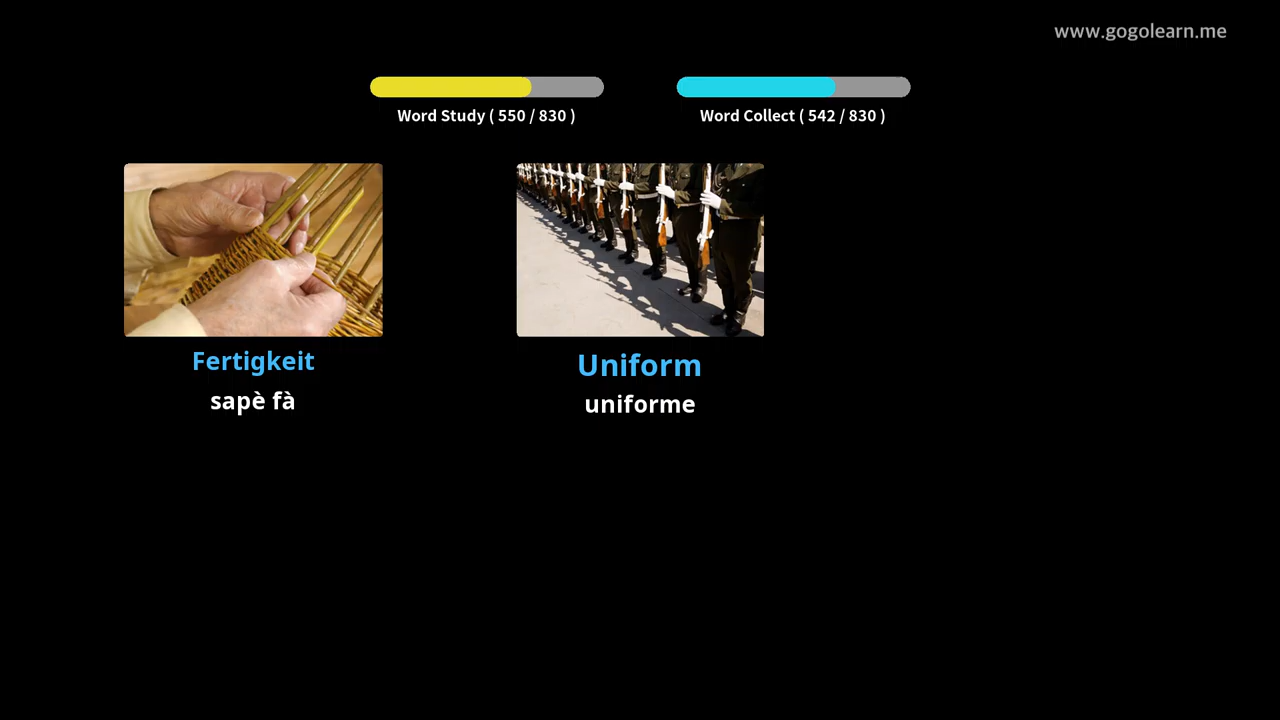 www.gogolearn.me
Word Study ( 550 / 830 )
Word Collect ( 542 / 830 )
Fertigkeit
sapè fà
Uniform
uniforme